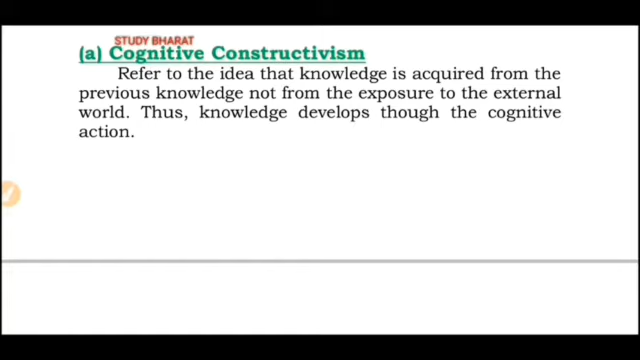 STUDY BHARAT
(a) Cognitive Constructivism
Refer to the idea that knowledge is acquired from the
previous knowledge not from the exposure to the external
world. Thus, knowledge develops though the cognitive
action.